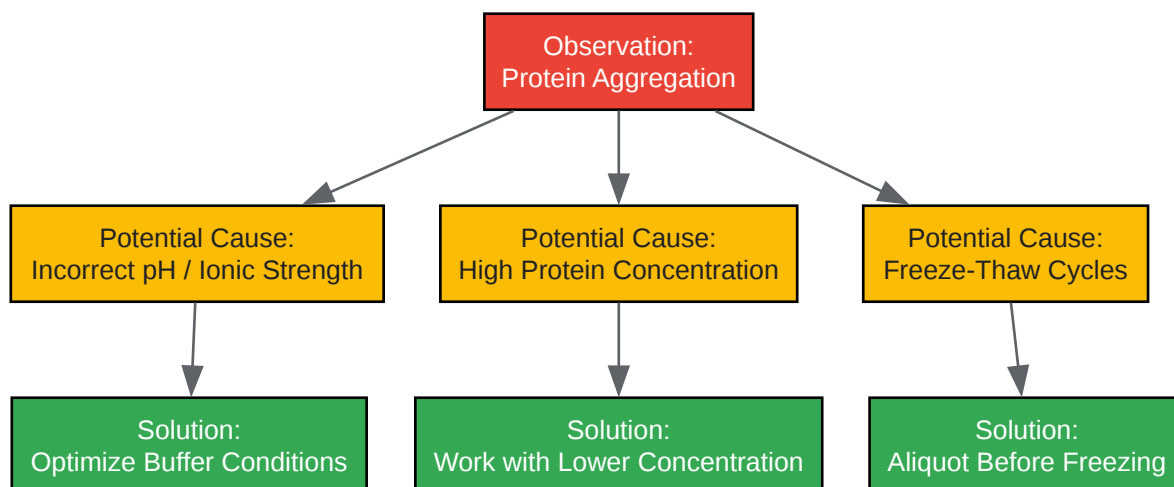 Observation:
Protein Aggregation
Potential Cause:
Incorrect pH / Ionic Strength
Potential Cause:
High Protein Concentration
Potential Cause:
Freeze-Thaw Cycles
Solution:
Optimize Buffer Conditions
Solution:
Work with Lower Concentration
Solution:
Aliquot Before Freezing